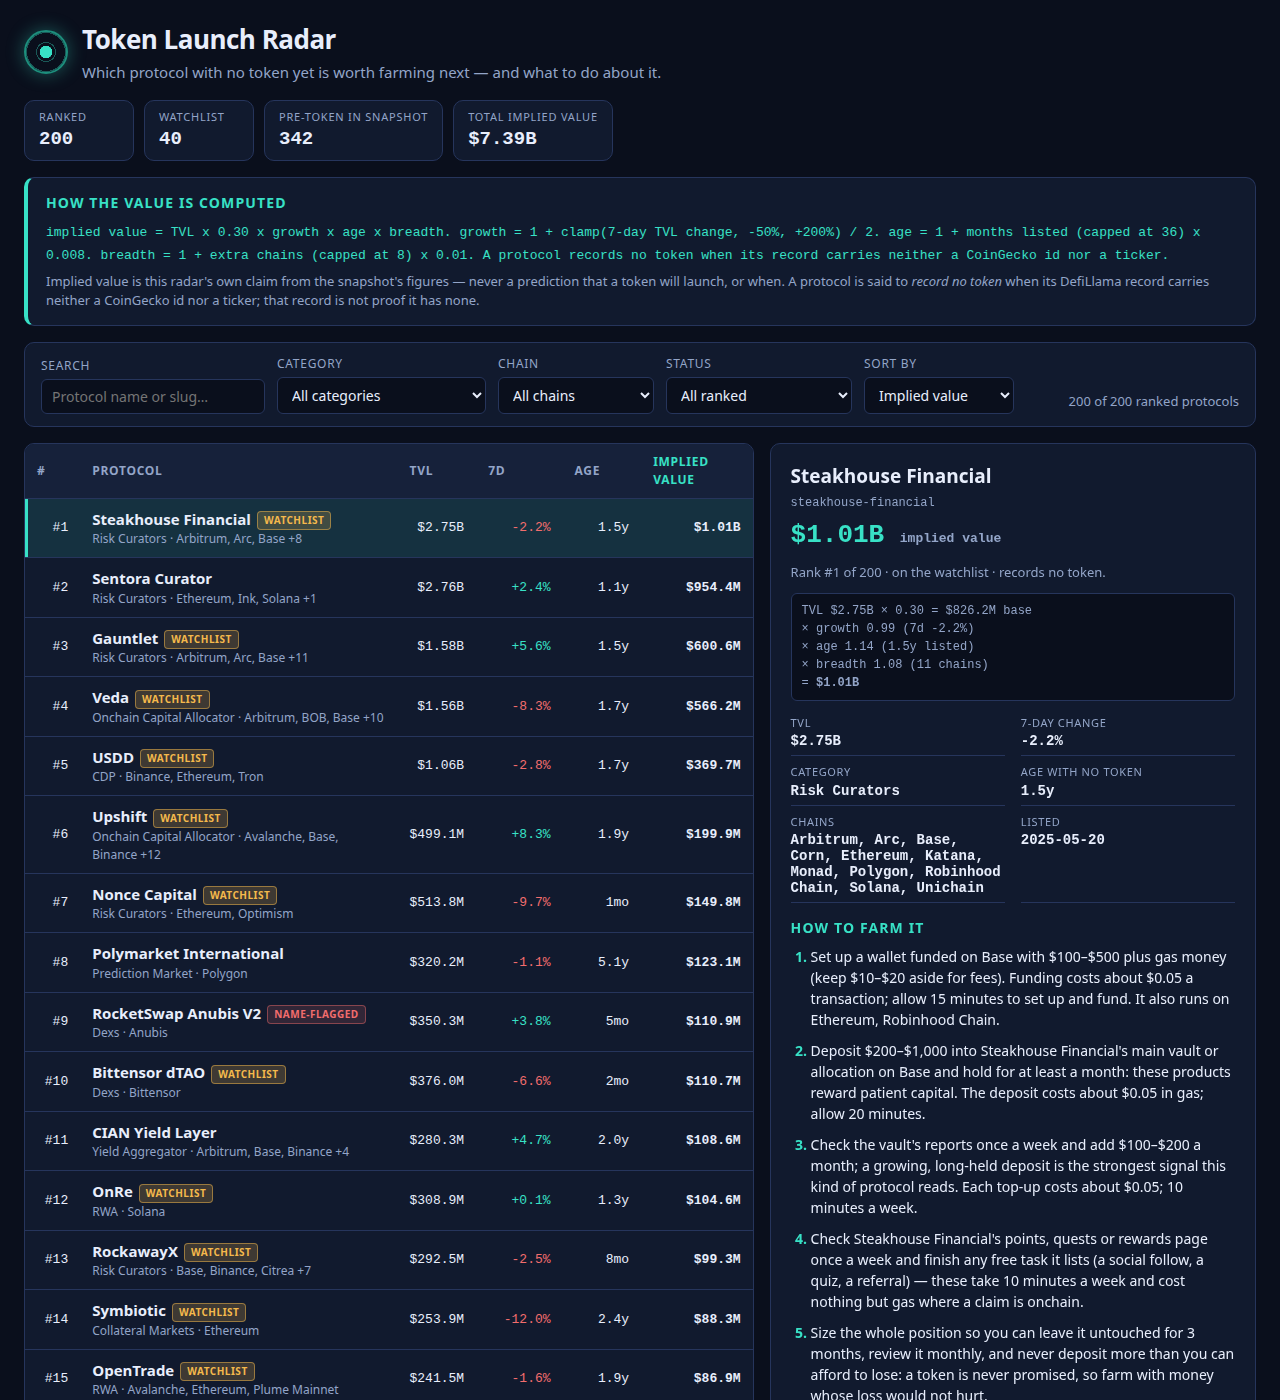 Token Launch Radar
Which protocol with no token yet is worth farming next — and what to do about it.
RANKED
200
WATCHLIST
40
PRE-TOKEN IN SNAPSHOT
342
TOTAL IMPLIED VALUE
$7.39B
HOW THE VALUE IS COMPUTED
implied value = TVL x 0.30 x growth x age x breadth. growth = 1 + clamp(7-day TVL change, -50%, +200%) / 2. age = 1 + months listed (capped at 36) x
0.008. breadth = 1 + extra chains (capped at 8) x 0.01. A protocol records no token when its record carries neither a CoinGecko id nor a ticker.
Implied value is this radar's own claim from the snapshot's figures — never a prediction that a token will launch, or when. A protocol is said to record no token when its DefiLlama record carries
neither a CoinGecko id nor a ticker; that record is not proof it has none.
SEARCH
Protocol name or slug...
CATEGORY
All categories
CHAIN
All chains
STATUS
All ranked
SORT BY
Implied value
200 of 200 ranked protocols
# PROTOCOL TVL 7D AGE IMPLIED VALUE
#1 Steakhouse Financial WATCHLIST $2.75B -2.2% 1.5y $1.01B
Risk Curators · Arbitrum, Arc, Base +8
#2 Sentora Curator $2.76B +2.4% 1.1y $954.4M
Risk Curators · Ethereum, Ink, Solana +1
#3 Gauntlet WATCHLIST $1.58B +5.6% 1.5y $600.6M
Risk Curators · Arbitrum, Arc, Base +11
#4 Veda WATCHLIST $1.56B -8.3% 1.7y $566.2M
Onchain Capital Allocator · Arbitrum, BOB, Base +10
#5 USDD WATCHLIST $1.06B -2.8% 1.7y $369.7M
CDP · Binance, Ethereum, Tron
#6 Upshift WATCHLIST $499.1M +8.3% 1.9y $199.9M
Onchain Capital Allocator · Avalanche, Base,
Binance +12
#7 Nonce Capital WATCHLIST $513.8M -9.7% 1mo $149.8M
Risk Curators · Ethereum, Optimism
#8 Polymarket International $320.2M -1.1% 5.1y $123.1M
Prediction Market · Polygon
#9 RocketSwap Anubis V2 NAME-FLAGGED $350.3M +3.8% 5mo $110.9M
Dexs · Anubis
#10 Bittensor dTAO WATCHLIST $376.0M -6.6% 2mo $110.7M
Dexs · Bittensor
#11 CIAN Yield Layer $280.3M +4.7% 2.0y $108.6M
Yield Aggregator · Arbitrum, Base, Binance +4
#12 OnRe WATCHLIST $308.9M +0.1% 1.3y $104.6M
RWA · Solana
#13 RockawayX WATCHLIST $292.5M -2.5% 8mo $99.3M
Risk Curators · Base, Binance, Citrea +7
#14 Symbiotic WATCHLIST $253.9M -12.0% 2.4y $88.3M
Collateral Markets · Ethereum
#15 OpenTrade WATCHLIST $241.5M -1.6% 1.9y $86.9M
RWA · Avalanche, Ethereum, Plume Mainnet
Steakhouse Financial
steakhouse-financial
$1.01B implied value
Rank #1 of 200 · on the watchlist · records no token.
TVL $2.75B × 0.30 = $826.2M base
× growth 0.99 (7d -2.2%)
× age 1.14 (1.5y listed)
× breadth 1.08 (11 chains)
= $1.01B
TVL
$2.75B
7-DAY CHANGE
-2.2%
CATEGORY
Risk Curators
AGE WITH NO TOKEN
1.5y
CHAINS
Arbitrum, Arc, Base,
Corn, Ethereum, Katana,
Monad, Polygon, Robinhood
Chain, Solana, Unichain
LISTED
2025-05-20
HOW TO FARM IT
1. Set up a wallet funded on Base with $100–$500 plus gas money
(keep $10–$20 aside for fees). Funding costs about $0.05 a
transaction; allow 15 minutes to set up and fund. It also runs on
Ethereum, Robinhood Chain.
2. Deposit $200–$1,000 into Steakhouse Financial's main vault or
allocation on Base and hold for at least a month: these products
reward patient capital. The deposit costs about $0.05 in gas;
allow 20 minutes.
3. Check the vault's reports once a week and add $100–$200 a
month; a growing, long-held deposit is the strongest signal this
kind of protocol reads. Each top-up costs about $0.05; 10
minutes a week.
4. Check Steakhouse Financial's points, quests or rewards page
once a week and finish any free task it lists (a social follow, a
quiz, a referral) — these take 10 minutes a week and cost
nothing but gas where a claim is onchain.
5. Size the whole position so you can leave it untouched for 3
months, review it monthly, and never deposit more than you can
afford to lose: a token is never promised, so farm with money
whose loss would not hurt.